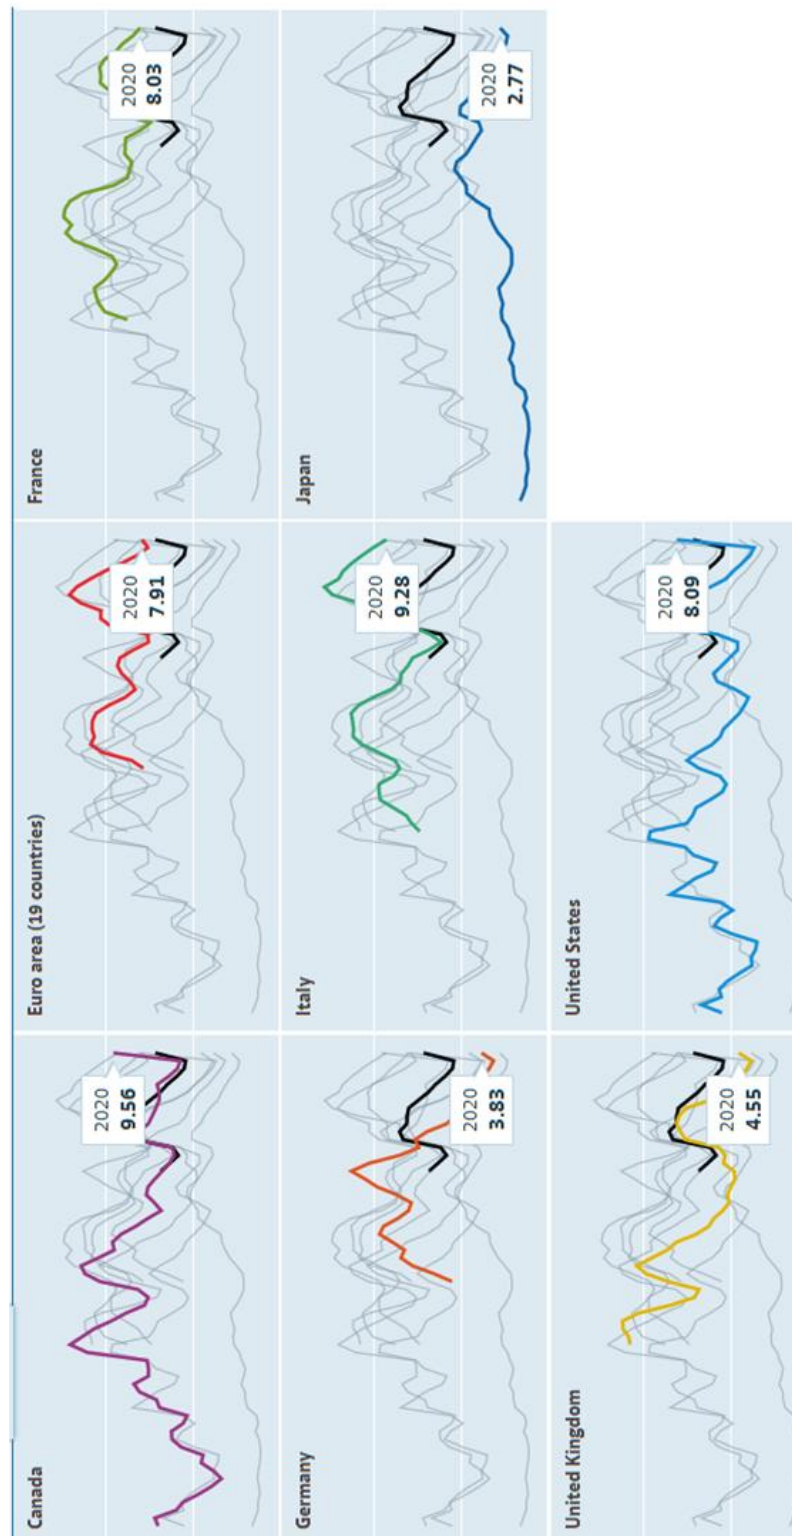 Canada
2020
9.56
Euro area (19 countries)
2020
7.91
France
2020
8.03
Germany
2020
3.83
Italy
2020
9.28
Japan
2020
2.77
United Kingdom
2020
4.55
United States
2020
8.09